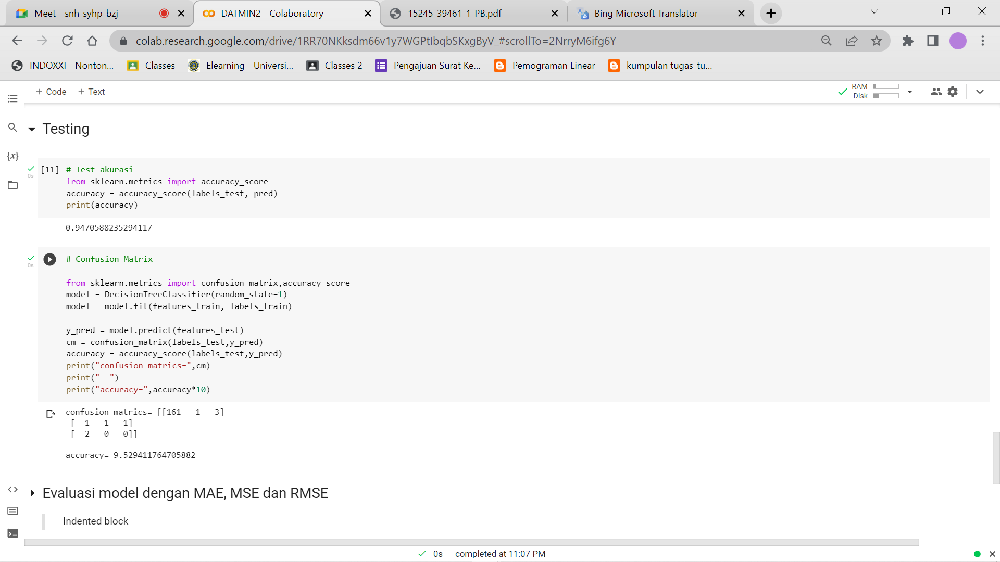 Meet - snh-syhp-bzj
DATMIN2 - Colaboratory
15245-39461-1-PB.pdf
Bing Microsoft Translator
colab.research.google.com/drive/1RR70NKksdm66v1y7WGPtIbqbSKxgByV_#scrollTo=2NrryM6ifg6Y
INDOXXI - Nonton...
Classes
Elearning - Universi...
Classes 2
Pengajuan Surat Ke...
Pemograman Linear
kumpulan tugas-tu...
+ Code
+ Text
RAM
Disk
Testing
{x}
0s
[11]
# Test akurasi
from sklearn.metrics import accuracy_score
accuracy = accuracy_score(labels_test, pred)
print(accuracy)
0.9470588235294117
0s
# Confusion Matrix
from sklearn.metrics import confusion_matrix,accuracy_score
model = DecisionTreeClassifier(random_state=1)
model = model.fit(features_train, labels_train)
y_pred = model.predict(features_test)
cm = confusion_matrix(labels_test,y_pred)
accuracy = accuracy_score(labels_test,y_pred)
print("confusion matrics=",cm)
print("  ")
print("accuracy=",accuracy*10)
confusion matrics= [[161   1   3]
[  1   1   1]
[  2   0   0]]
accuracy= 9.529411764705882
Evaluasi model dengan MAE, MSE dan RMSE
Indented block
0s completed at 11:07 PM